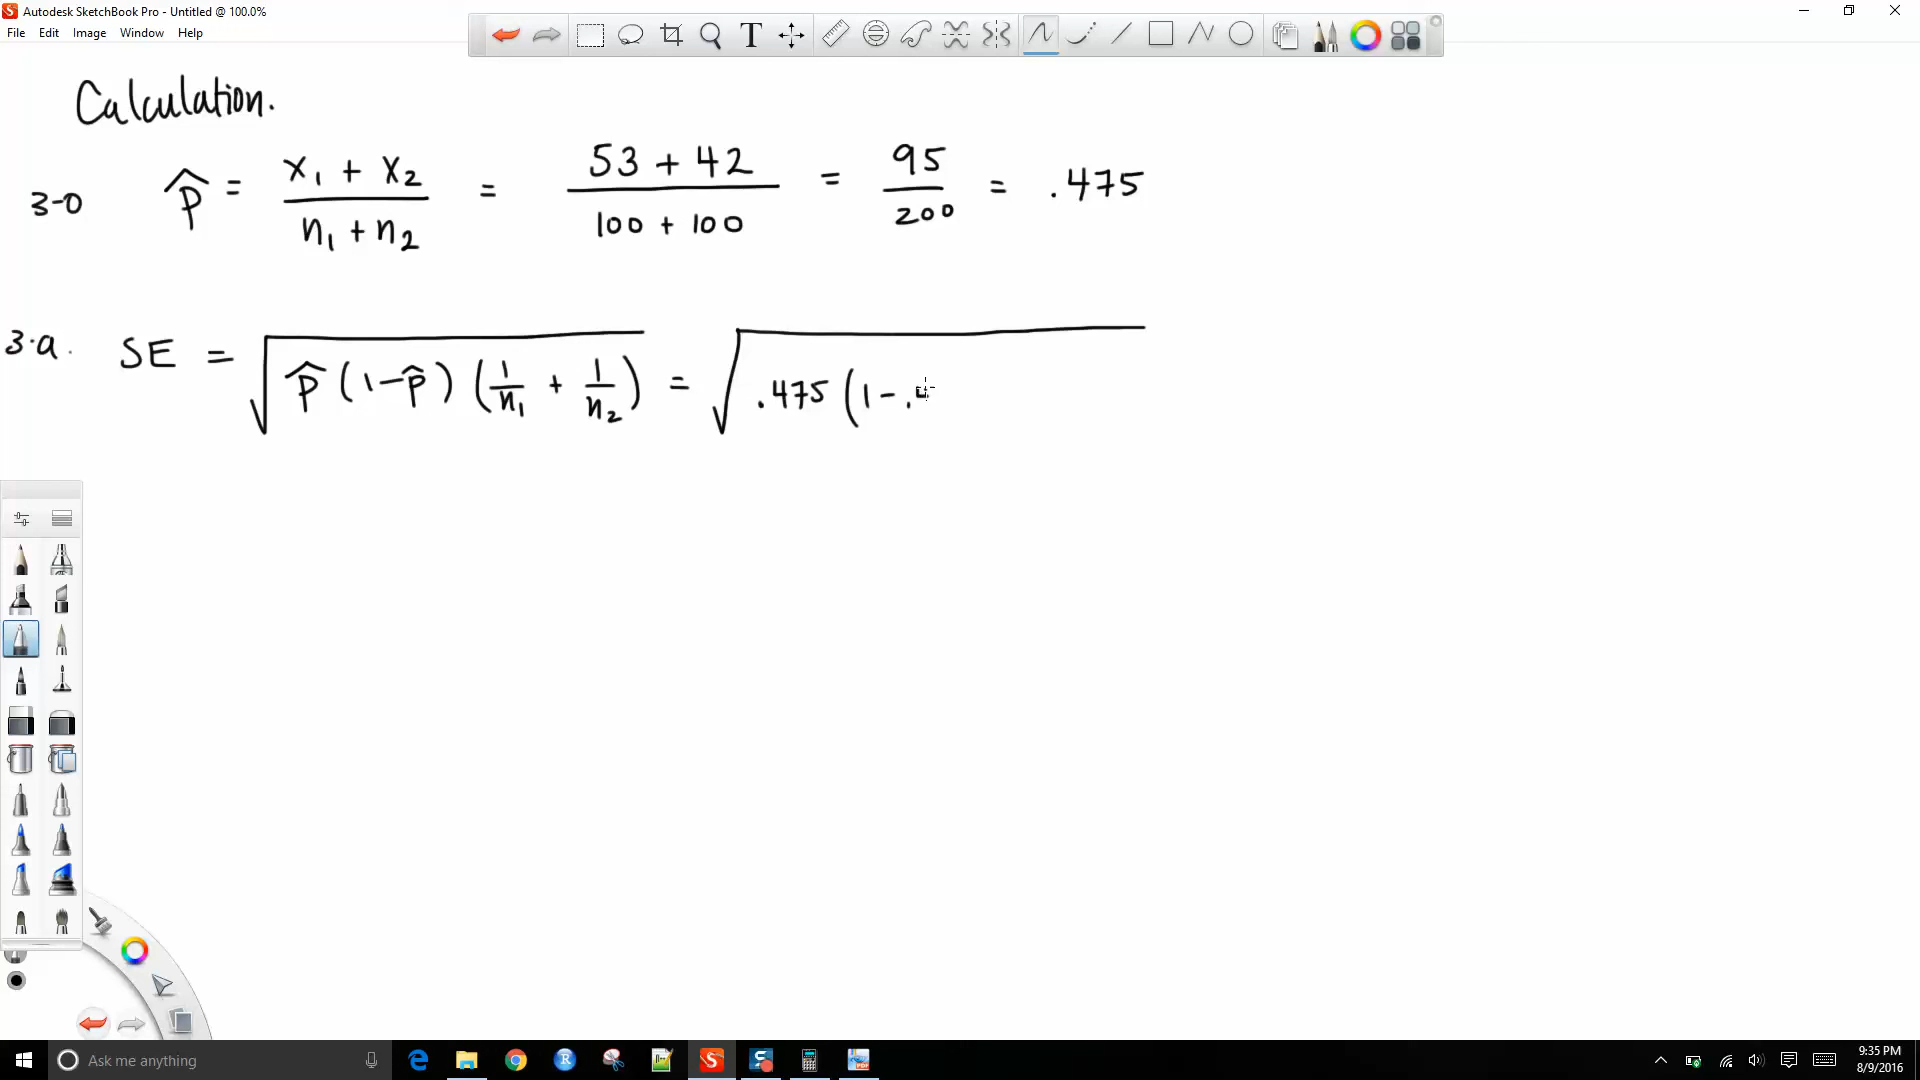 Autodesk SketchBook Pro - Untitled @ 100.0%
File Edit Image Window Help
Calculation.
3-0 p̂ = (x₁ + x₂)/(n₁ + n₂) = (53 + 42)/(100 + 100) = 95/200 = .475
3.a. SE = √(p̂(1-p̂)(1/n₁ + 1/n₂)) = √(.475(1-.4
Ask me anything
9:35 PM
8/9/2016